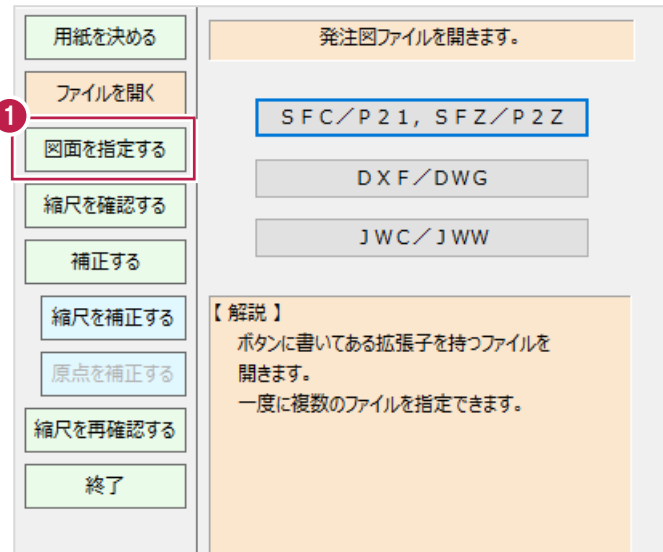 用紙を決める
ファイルを開く
1
図面を指定する
縮尺を確認する
補正する
縮尺を補正する
原点を補正する
縮尺を再確認する
終了
発注図ファイルを開きます。
ＳＦＣ／Ｐ２１，ＳＦＺ／Ｐ２Ｚ
ＤＸＦ／ＤＷＧ
ＪＷＣ／ＪＷＷ
【 解説 】
ボタンに書いてある拡張子を持つファイルを
開きます。
一度に複数のファイルを指定できます。